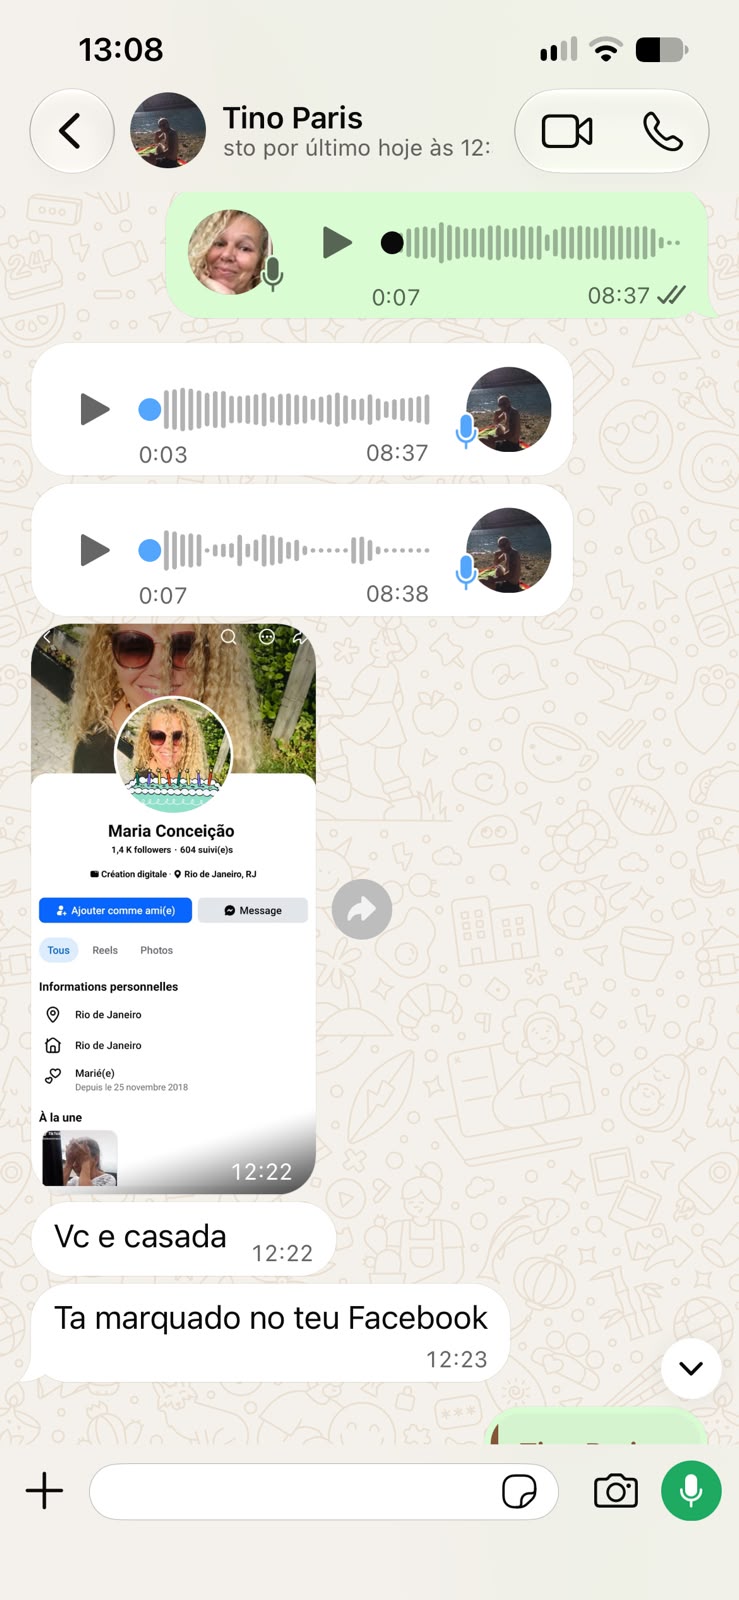 13:08
Tino Paris
sto por último hoje às 12:
0:07
08:37
0:03
08:37
0:07
08:38
Maria Conceição
1,4 K followers · 604 suivi(e)s
Création digitale · Rio de Janeiro, RJ
Ajouter comme ami(e)
Message
Tous
Reels
Photos
Informations personnelles
Rio de Janeiro
Rio de Janeiro
Marié(e)
Depuis le 25 novembre 2018
À la une
12:22
Vc e casada
12:22
Ta marquado no teu Facebook
12:23